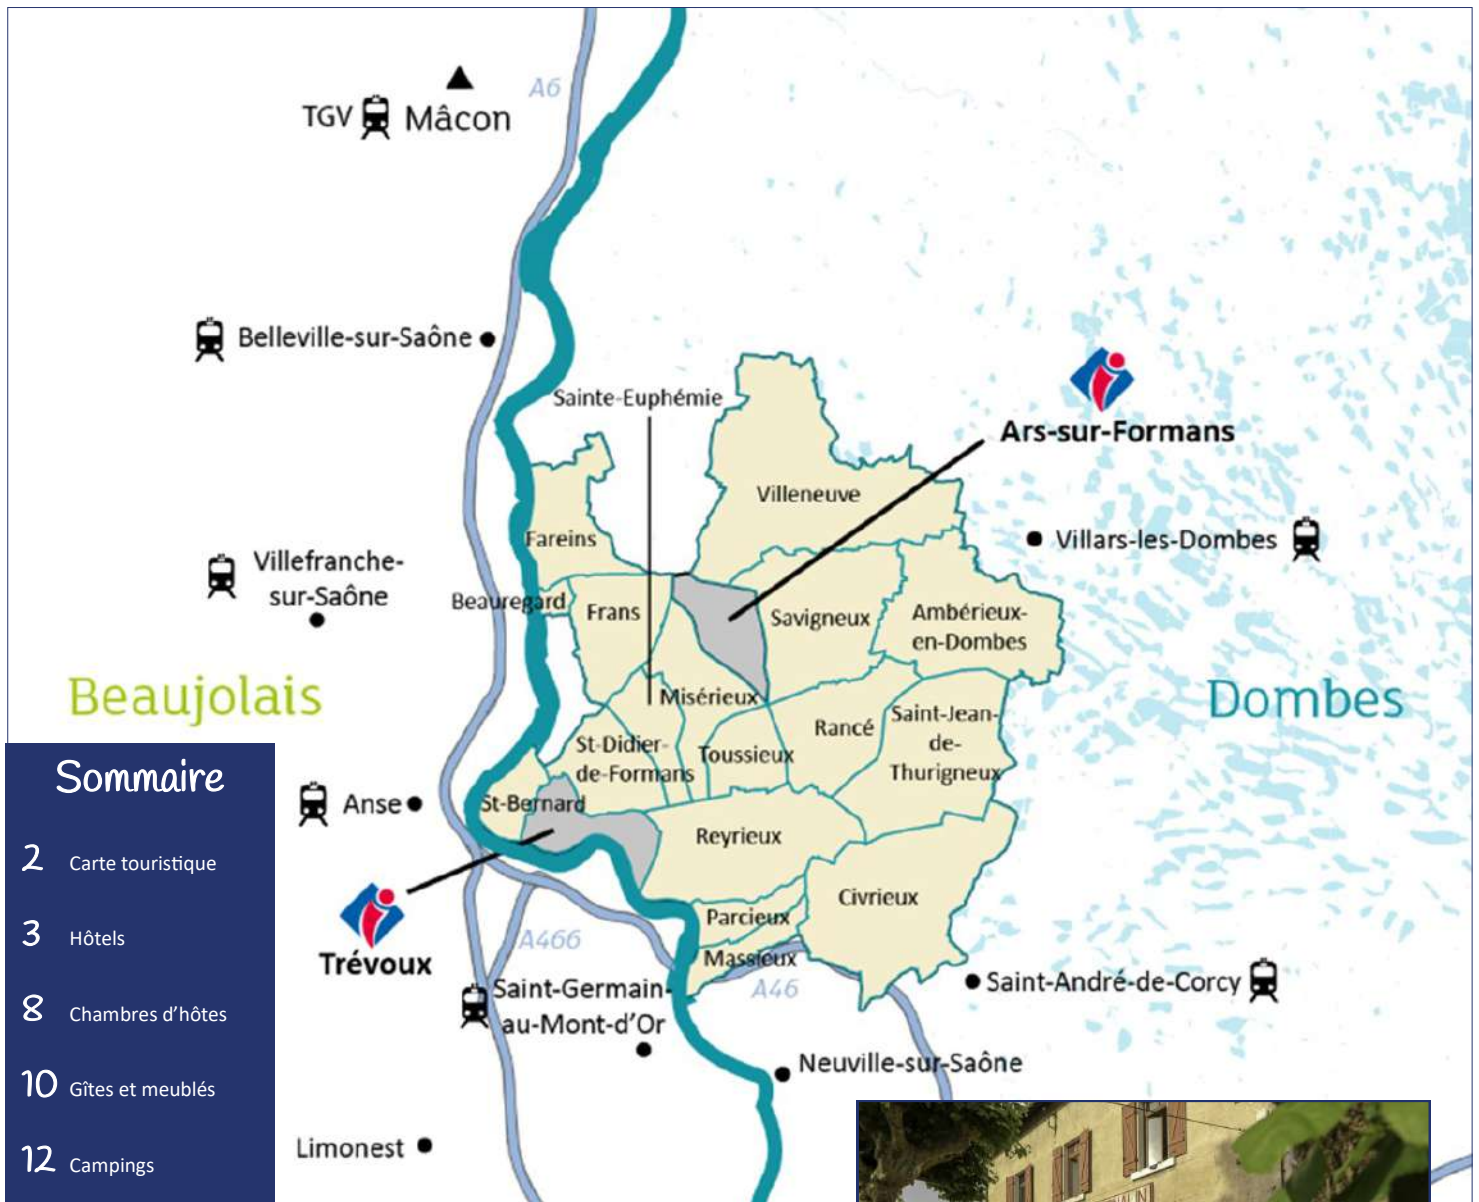 A6
TGV Mâcon
Belleville-sur-Saône
Sainte-Euphémie
Ars-sur-Formans
Villeneuve
Fareins
Villars-les-Dombes
Villefranche-
sur-Saône
Beauregard
Frans
Savigneux
Ambérieux-
en-Dombes
Beaujolais
Dombes
Misérieux
Rancé
Saint-Jean-
de-
Thurigneux
St-Didier-
de-Formans
Toussieux
Anse
St-Bernard
Reyrieux
Civrieux
Parcieux
Massieux
Trévoux
A466
A46
Saint-Germain-
au-Mont-d'Or
Saint-André-de-Corcy
Neuville-sur-Saône
Limonest
Sommaire
2 Carte touristique
3 Hôtels
8 Chambres d'hôtes
10 Gîtes et meublés
12 Campings